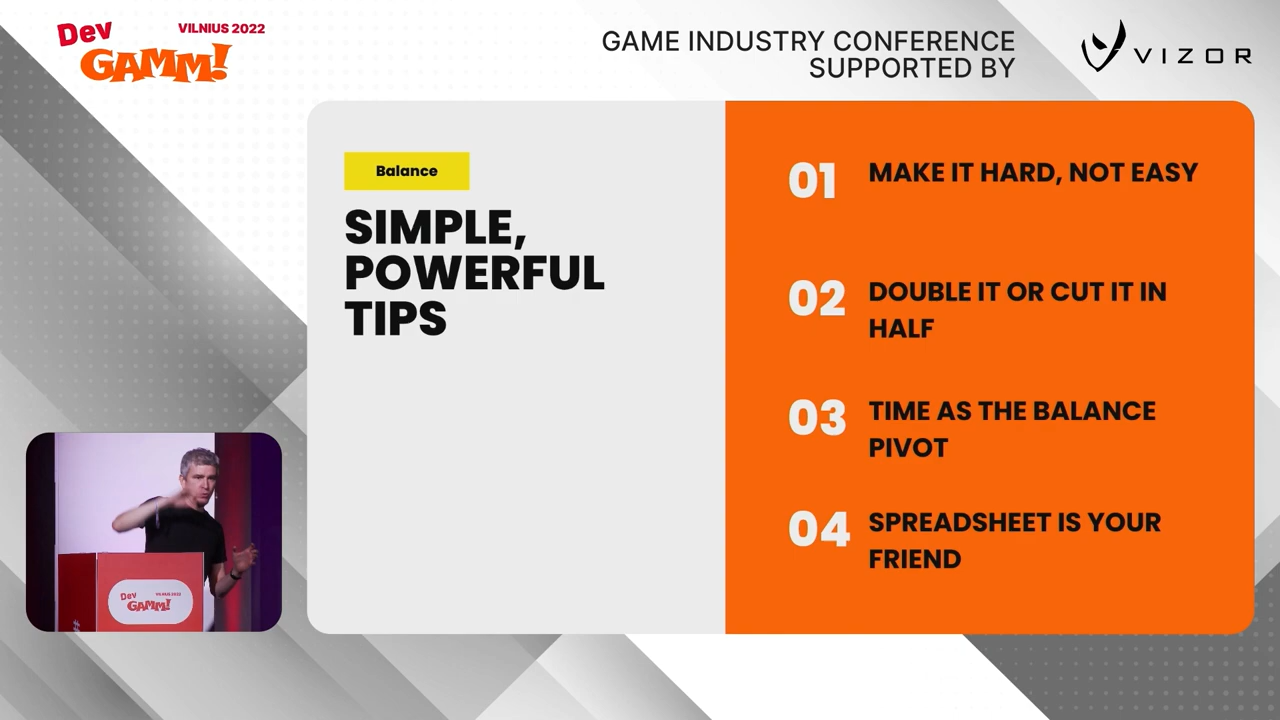 Dev
GAMM!
VILNIUS 2022
GAME INDUSTRY CONFERENCE
SUPPORTED BY
VIZOR
Balance
SIMPLE,
POWERFUL
TIPS
01 MAKE IT HARD, NOT EASY
02 DOUBLE IT OR CUT IT IN
HALF
03 TIME AS THE BALANCE
PIVOT
04 SPREADSHEET IS YOUR
FRIEND
Dev
VILNIUS 2022
GAMM!